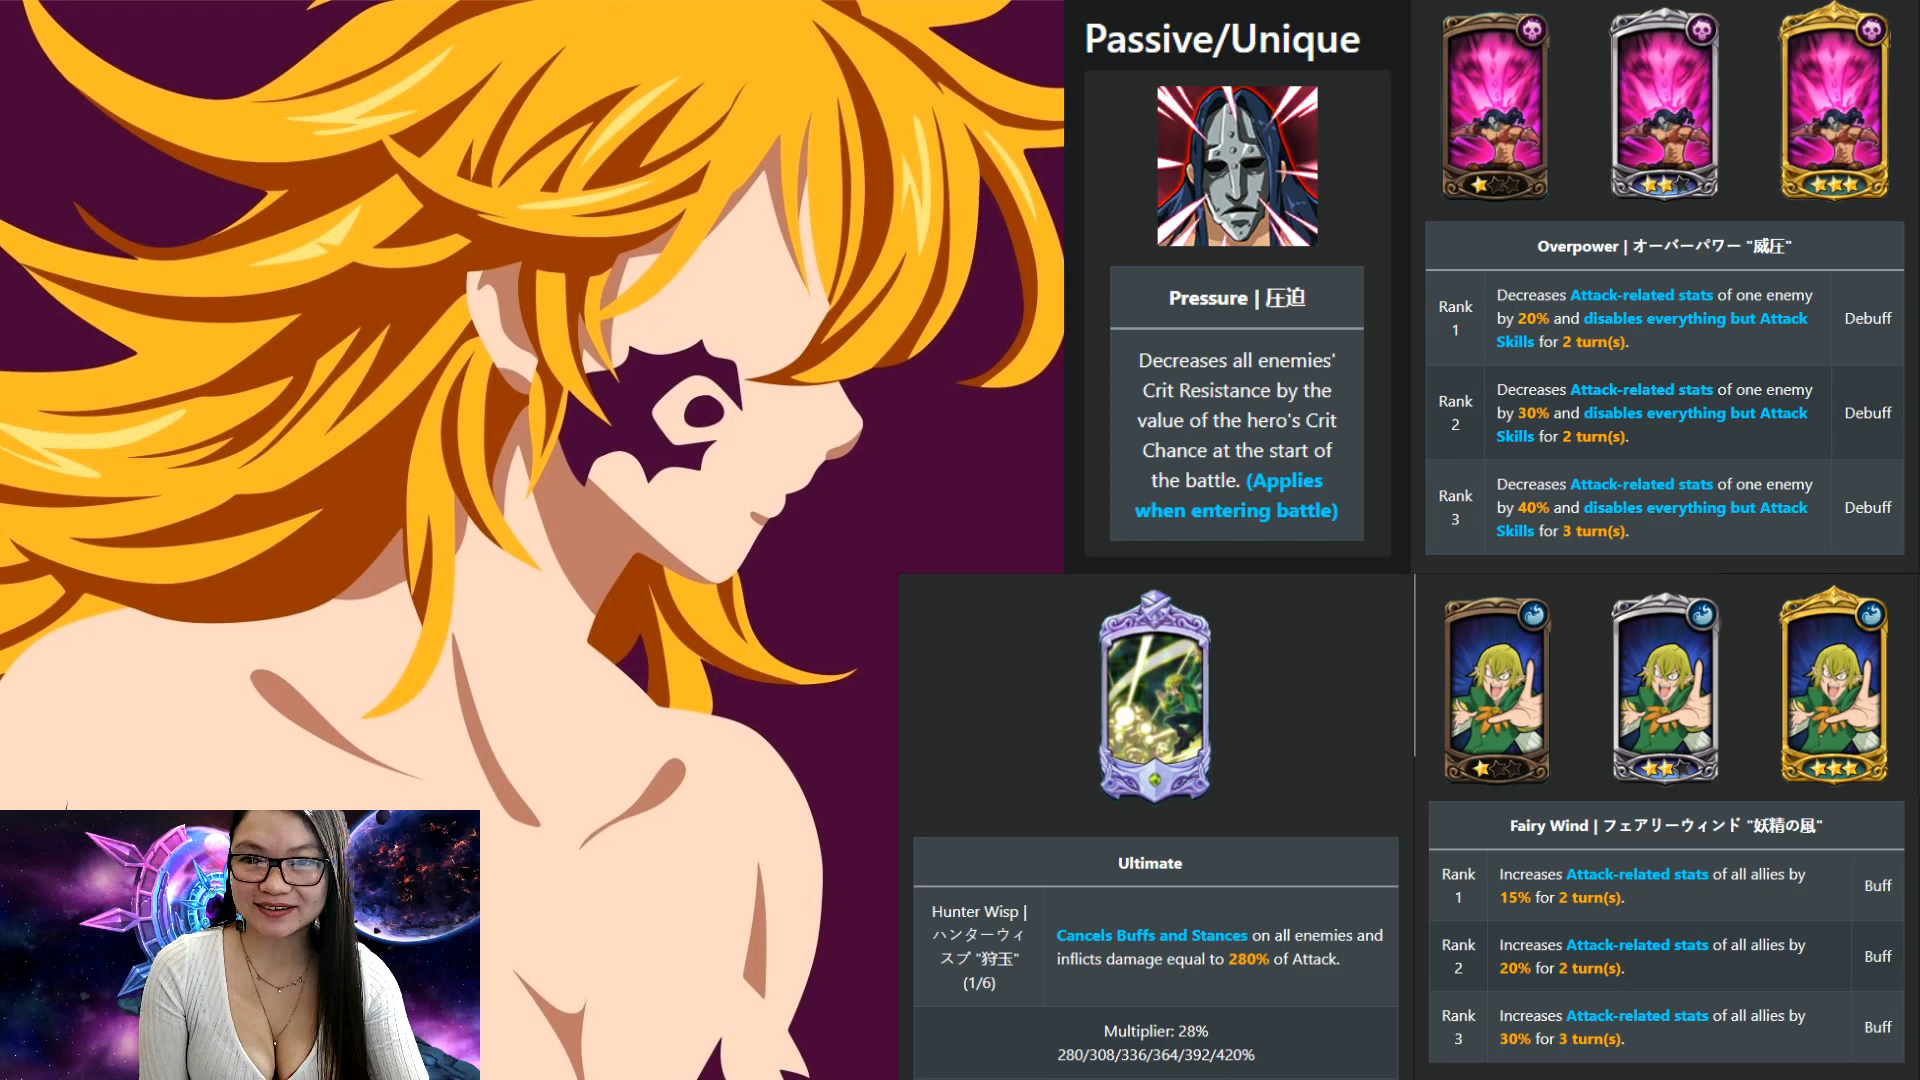 Passive/Unique
Pressure | 圧迫
Decreases all enemies'
Crit Resistance by the
value of the hero's Crit
Chance at the start of
the battle. (Applies
when entering battle)
Overpower | オーバーパワー "威圧"
Rank
1
Decreases Attack-related stats of one enemy
by 20% and disables everything but Attack
Skills for 2 turn(s).
Debuff
Rank
2
Decreases Attack-related stats of one enemy
by 30% and disables everything but Attack
Skills for 2 turn(s).
Debuff
Rank
3
Decreases Attack-related stats of one enemy
by 40% and disables everything but Attack
Skills for 3 turn(s).
Debuff
Ultimate
Hunter Wisp |
ハンターウィ
スプ "狩玉"
(1/6)
Cancels Buffs and Stances on all enemies and
inflicts damage equal to 280% of Attack.
Multiplier: 28%
280/308/336/364/392/420%
Fairy Wind | フェアリーウィンド "妖精の風"
Rank
1
Increases Attack-related stats of all allies by
15% for 2 turn(s).
Buff
Rank
2
Increases Attack-related stats of all allies by
20% for 2 turn(s).
Buff
Rank
3
Increases Attack-related stats of all allies by
30% for 3 turn(s).
Buff